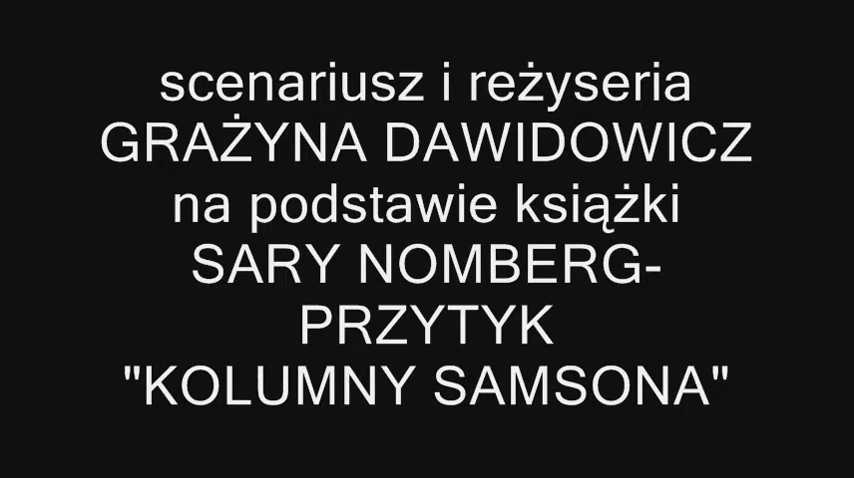 scenariusz i reżyseria
GRAŻYNA DAWIDOWICZ
na podstawie książki
SARY NOMBERG-
PRZYTYK
"KOLUMNY SAMSONA"